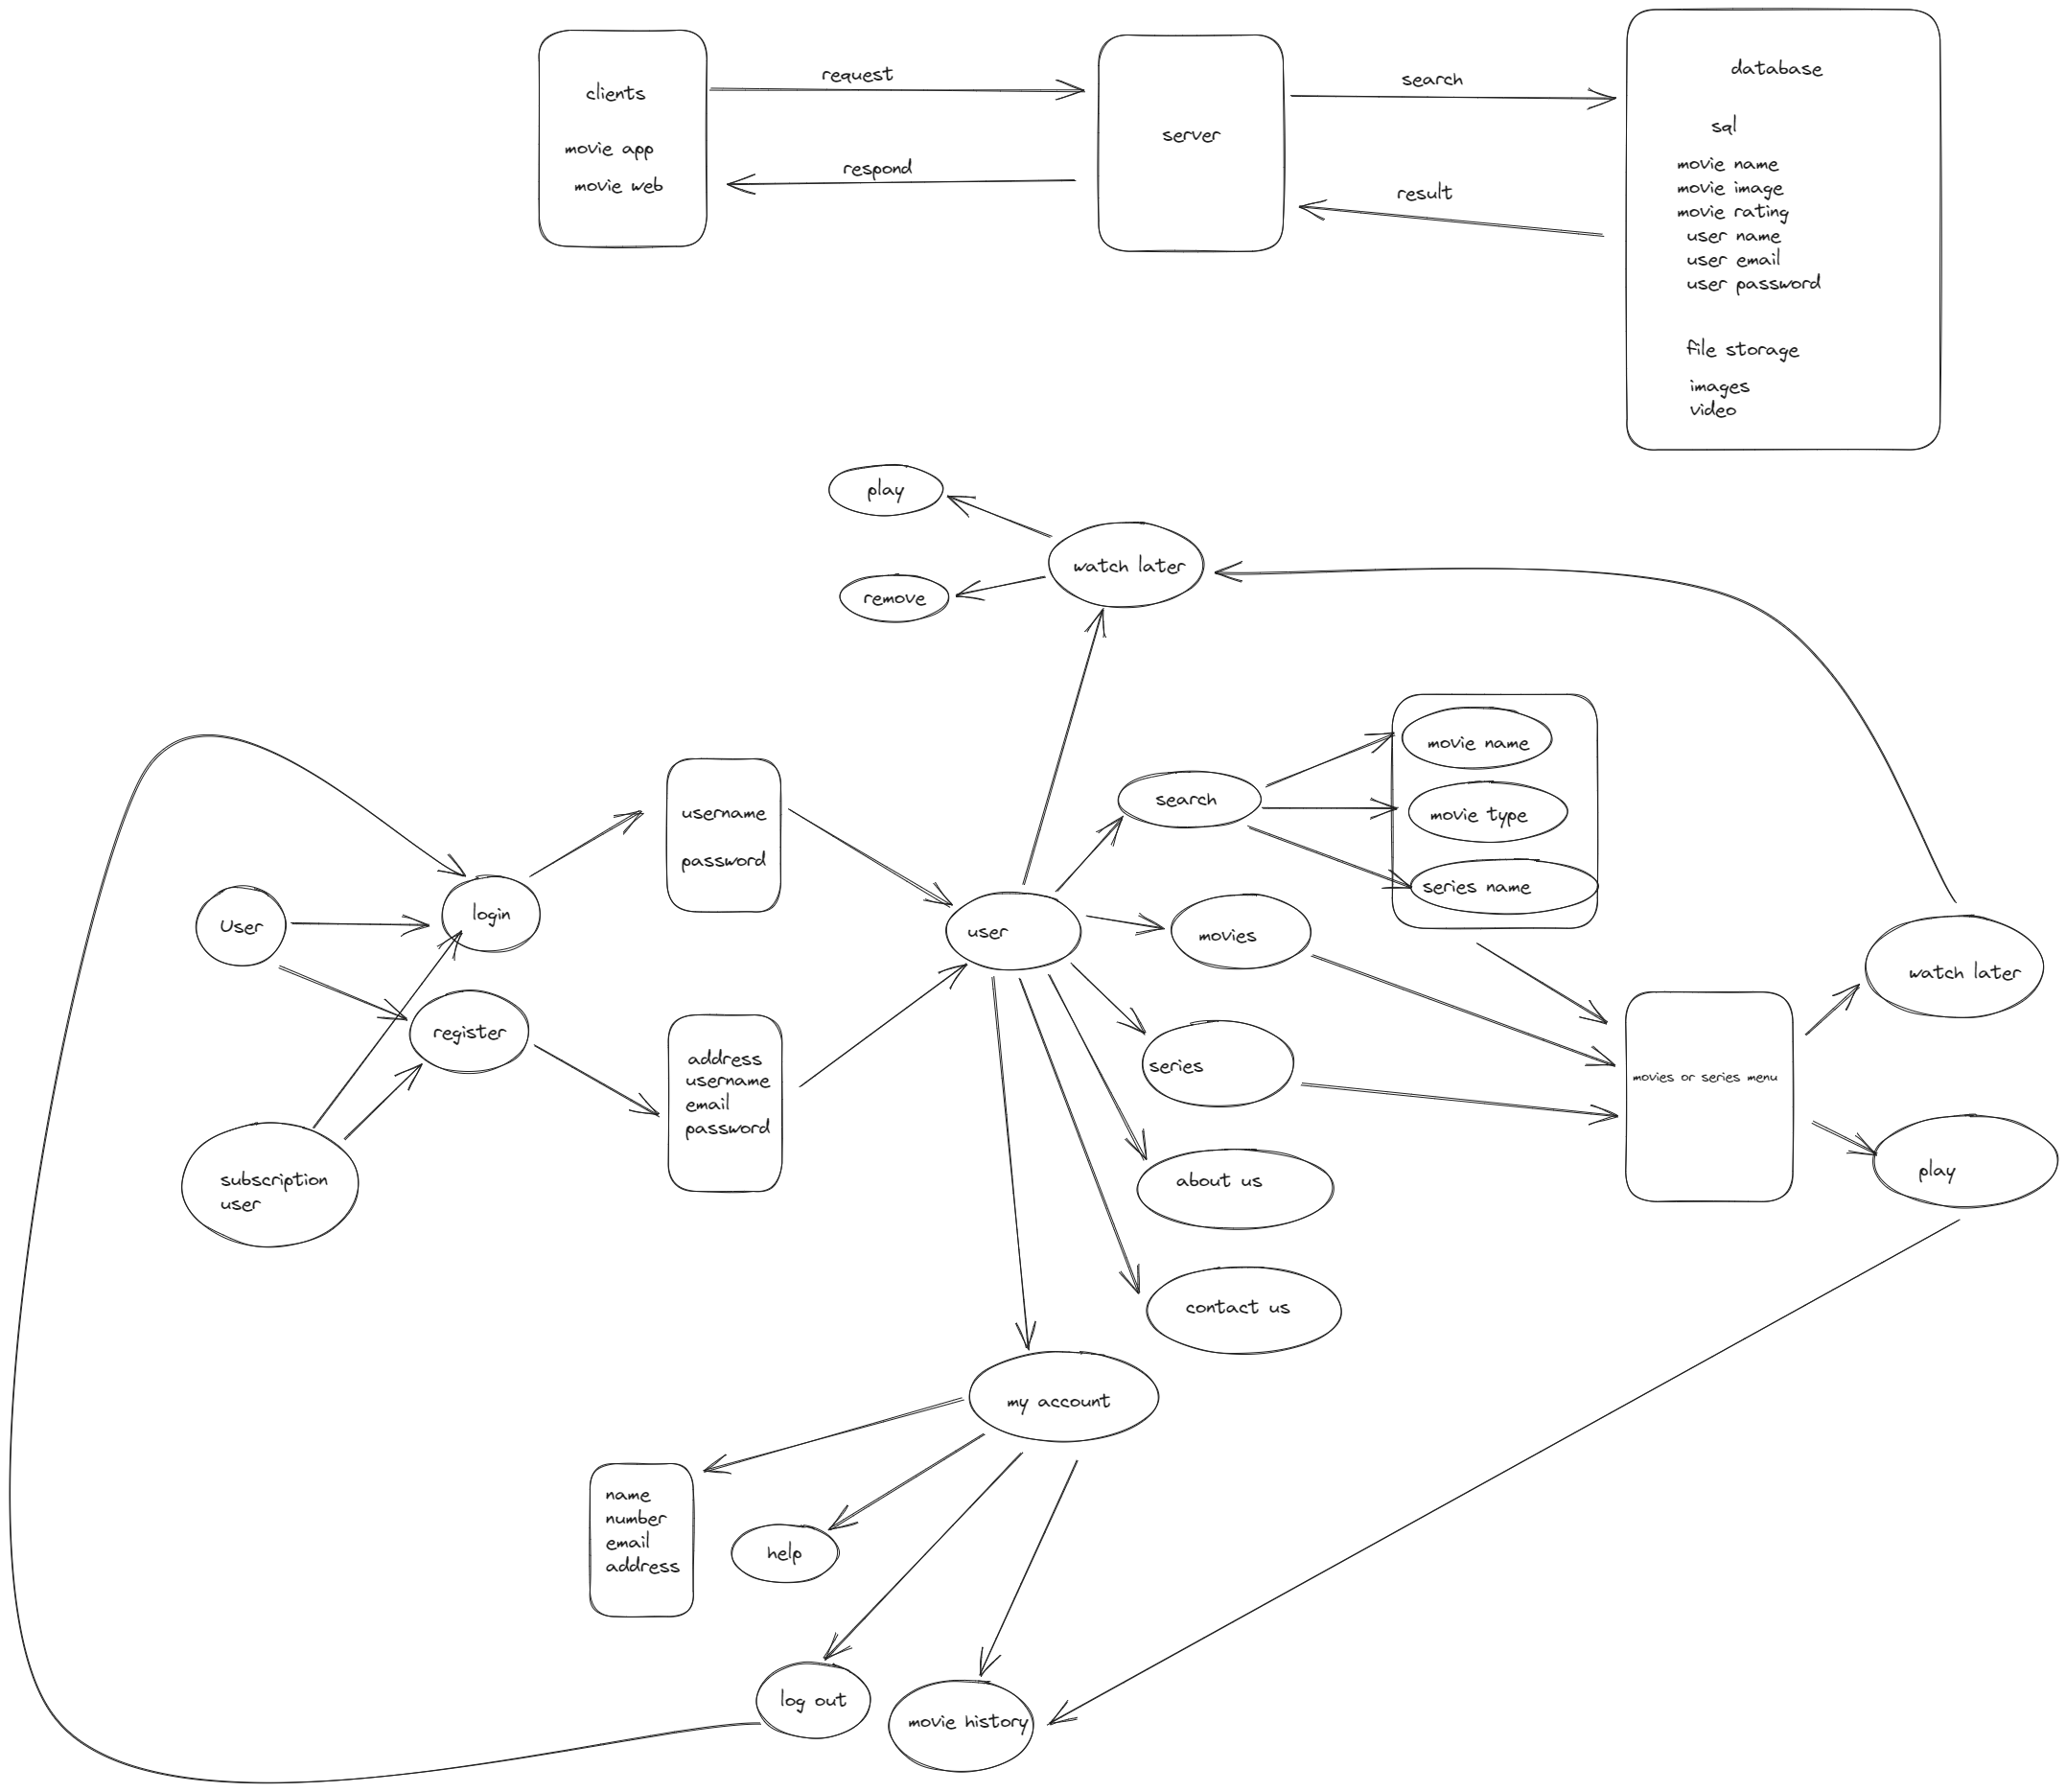 clients
movie app
movie web
request
respond
server
search
result
database
sql
movie name
movie image
movie rating
user name
user email
user password
file storage
images
video
play
remove
watch later
username
password
search
movie name
movie type
series name
User
login
user
movies
watch later
register
address
username
email
password
series
movies or series menu
subscription
user
about us
play
contact us
my account
name
number
email
address
help
log out
movie history